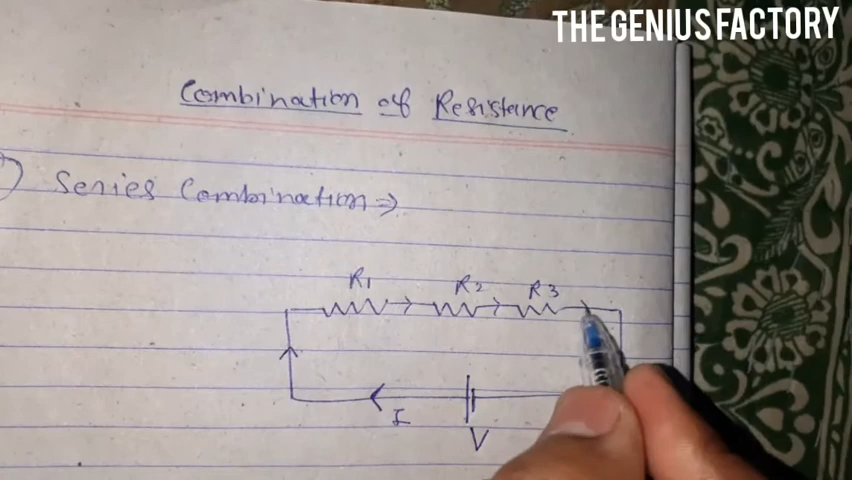 THE GENIUS FACTORY
Combination of Resistance
Series Combination ⇒
R1 R2 R3
I
V